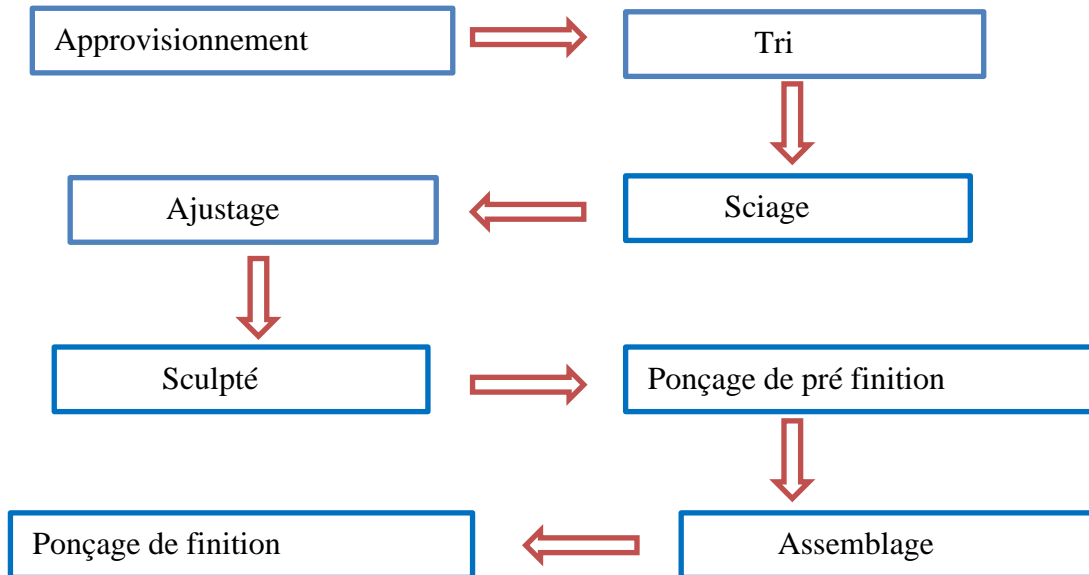 Approvisionnement
Tri
Sciage
Ajustage
Sculpté
Ponçage de pré finition
Assemblage
Ponçage de finition